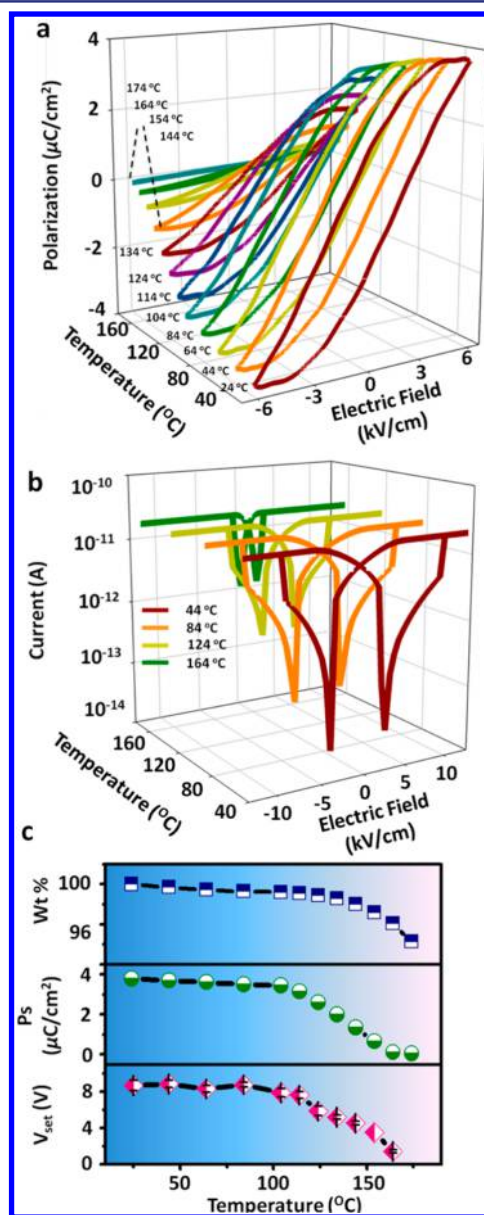 a
4
2
0
-2
-4
Polarization (μC/cm²)
174 °C
164 °C
154 °C
144 °C
134 °C
124 °C
114 °C
104 °C
84 °C
64 °C
44 °C
24 °C
160
120
80
40
Temperature (°C)
-6
-3
0
3
6
Electric Field
(kV/cm)
b
10⁻¹⁰
10⁻¹¹
10⁻¹²
10⁻¹³
10⁻¹⁴
Current (A)
44 °C
84 °C
124 °C
164 °C
160
120
80
40
Temperature (°C)
-10
-5
0
5
10
Electric Field
(kV/cm)
c
100
96
Wt %
4
2
0
Ps
(μC/cm²)
8
4
0
Vset (V)
50
100
150
Temperature (°C)